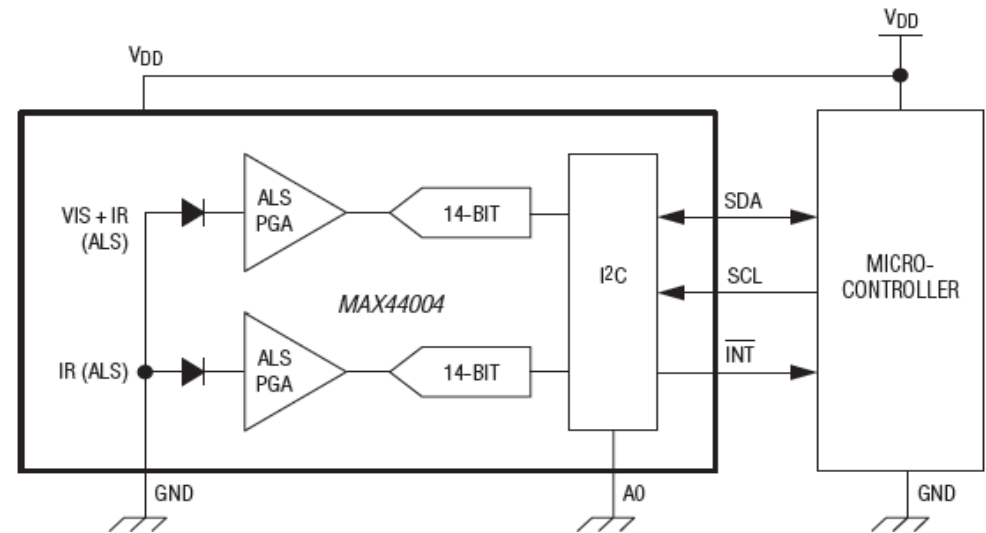 VDD
VDD
VIS + IR
(ALS)
ALS
PGA
14-BIT
I²C
SDA
MICRO-
CONTROLLER
SCL
MAX44004
INT
IR (ALS)
ALS
PGA
14-BIT
GND
A0
GND